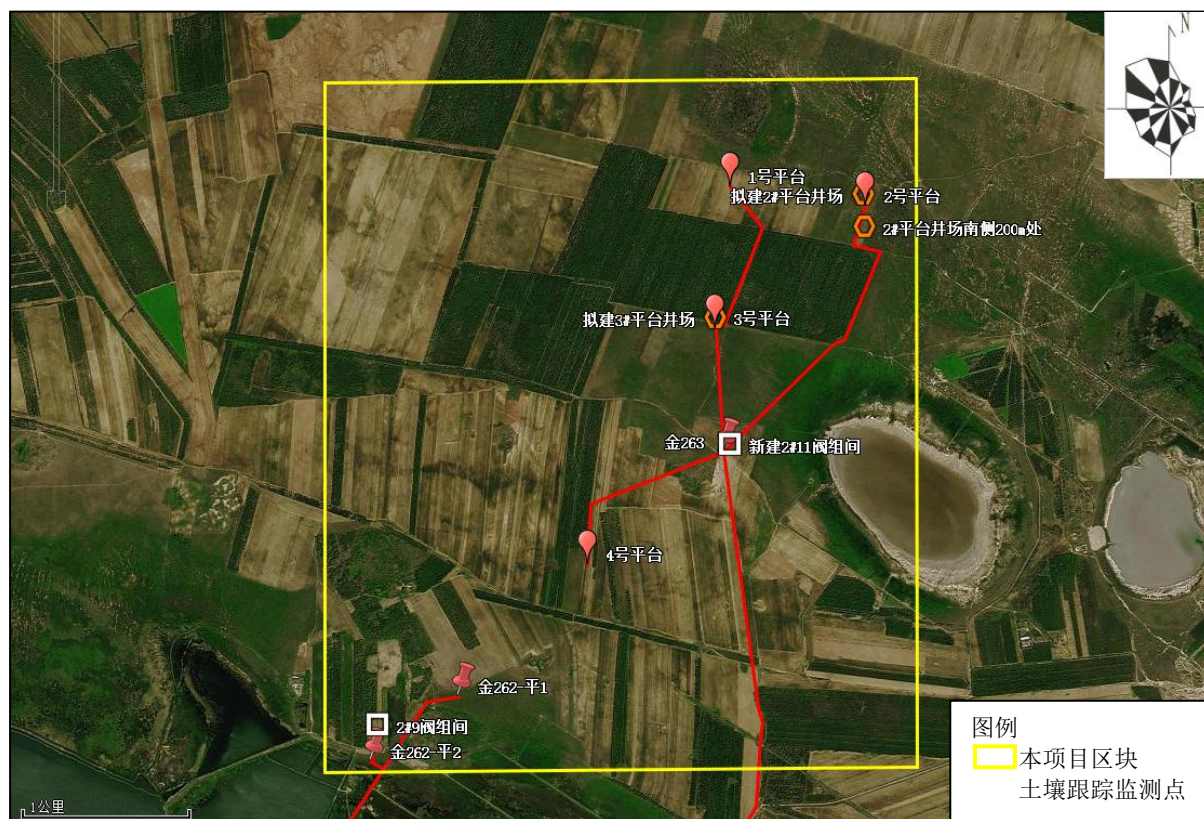 N
1号平台
拟建2#平台井场
2号平台
2#平台井场南侧200m处
拟建3#平台井场
3号平台
金263
新建2#11阀组间
4号平台
金262-平1
2#9阀组间
金262-平2
图例
本项目区块
土壤跟踪监测点
1公里